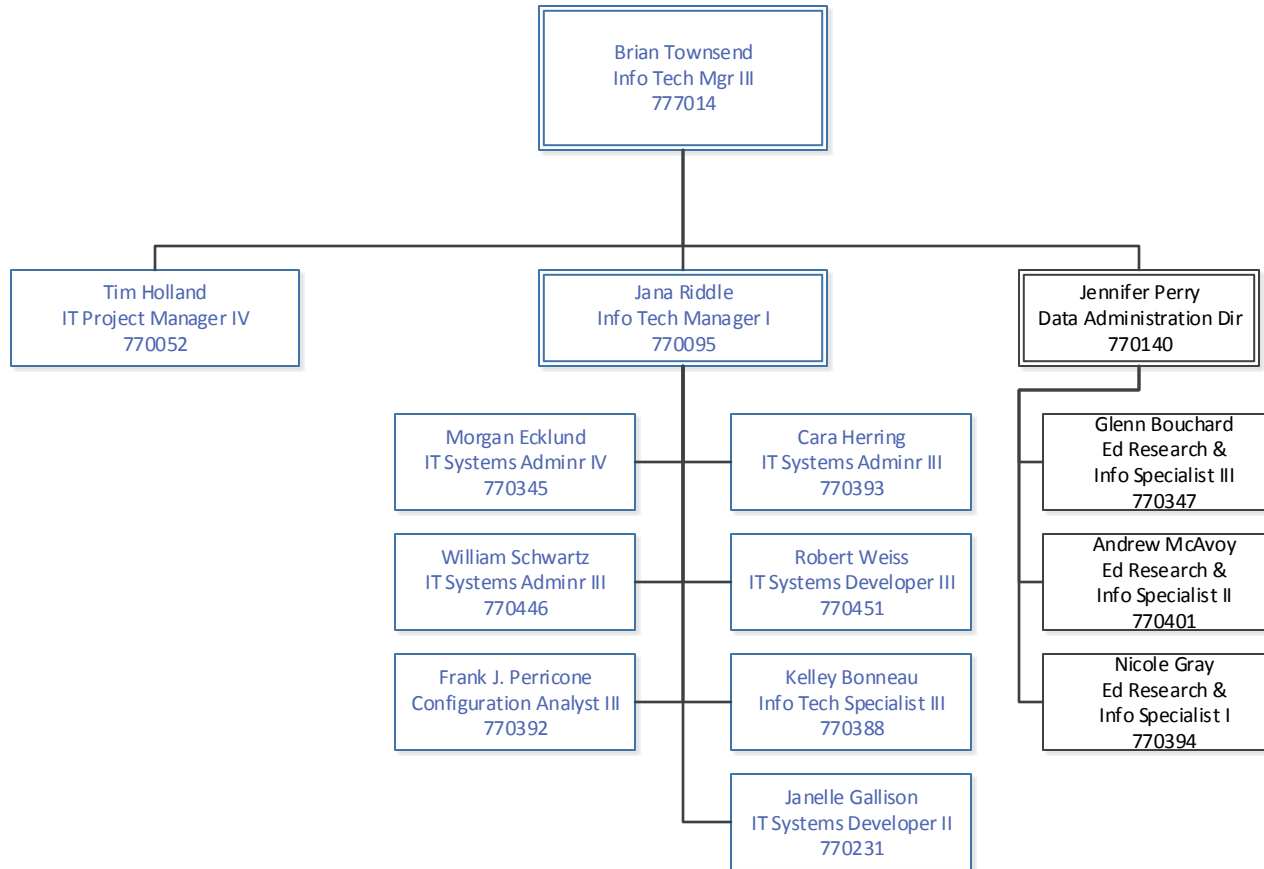 Brian Townsend
Info Tech Mgr III
777014
Tim Holland
IT Project Manager IV
770052
Jana Riddle
Info Tech Manager I
770095
Jennifer Perry
Data Administration Dir
770140
Morgan Ecklund
IT Systems Adminr IV
770345
Cara Herring
IT Systems Adminr III
770393
Glenn Bouchard
Ed Research &
Info Specialist III
770347
William Schwartz
IT Systems Adminr III
770446
Robert Weiss
IT Systems Developer III
770451
Andrew McAvoy
Ed Research &
Info Specialist II
770401
Frank J. Perricone
Configuration Analyst III
770392
Kelley Bonneau
Info Tech Specialist III
770388
Nicole Gray
Ed Research &
Info Specialist I
770394
Janelle Gallison
IT Systems Developer II
770231